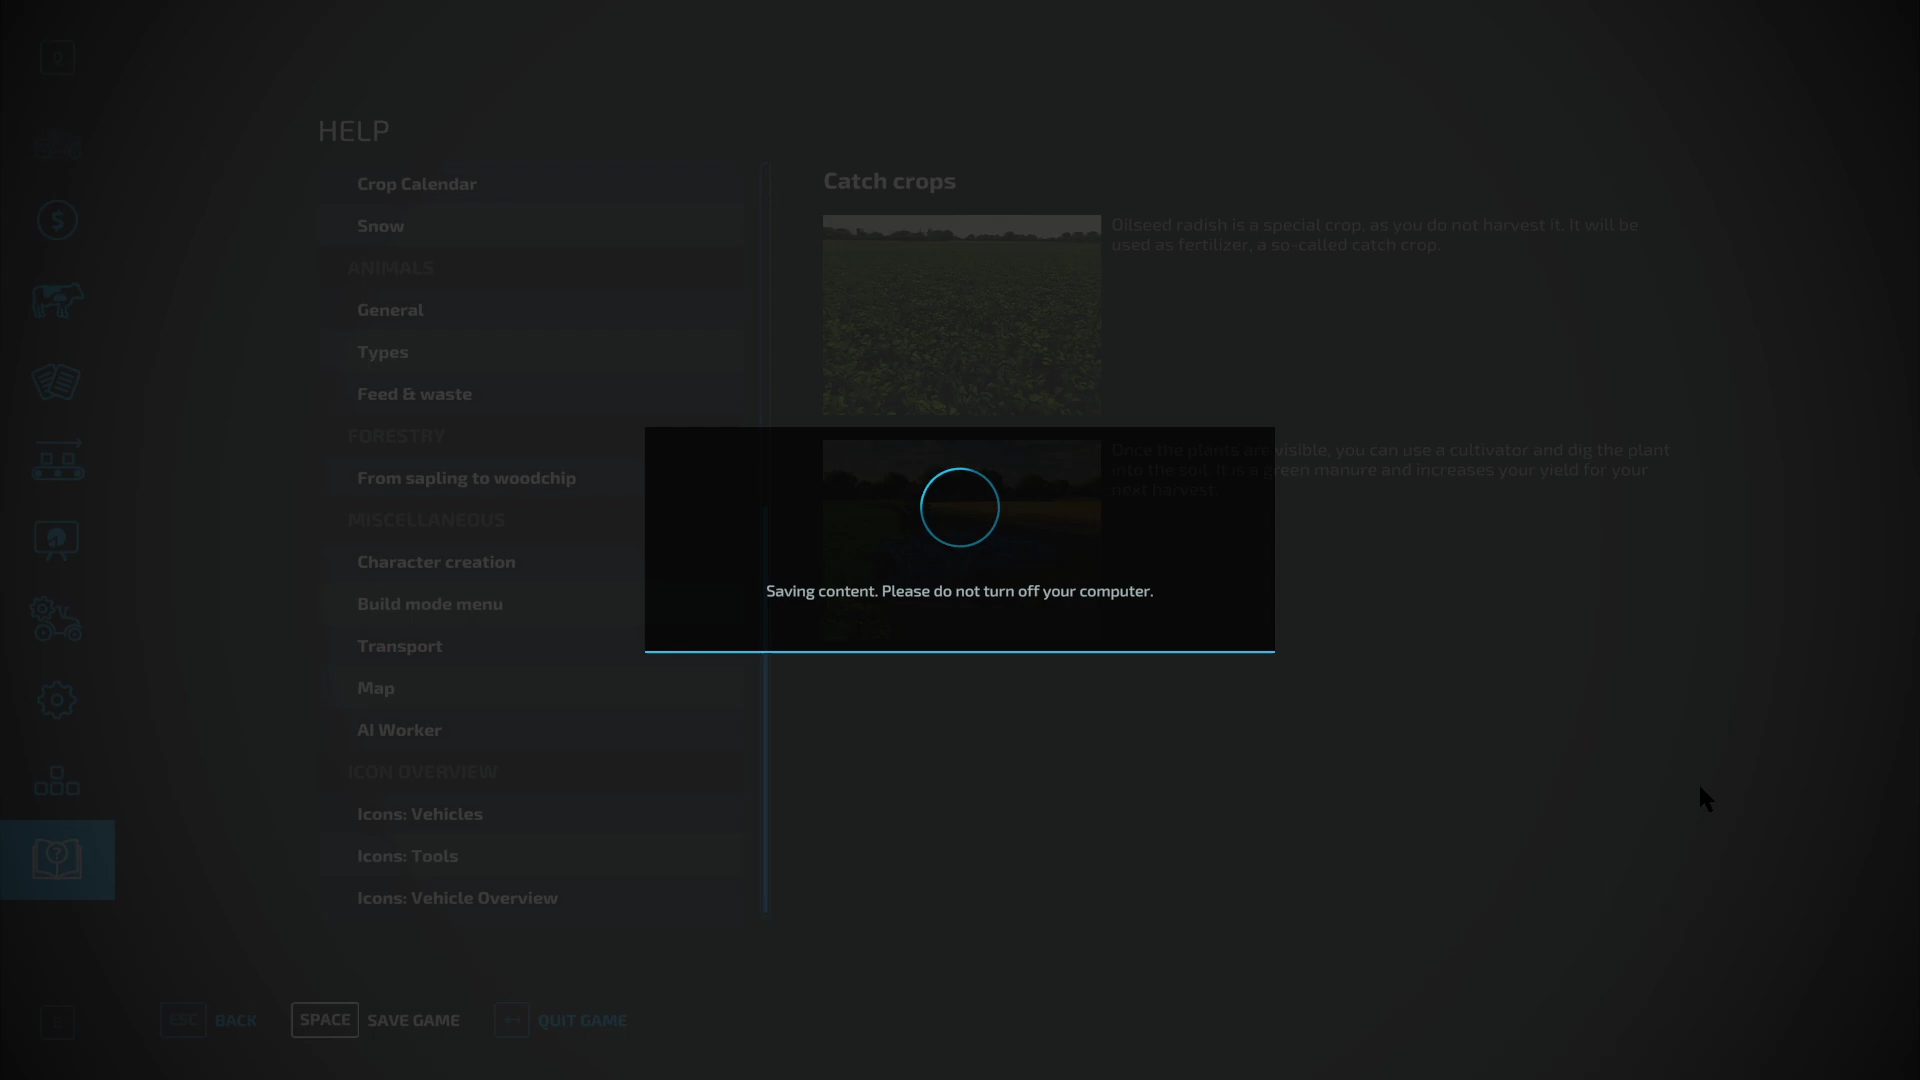 Q
HELP
Crop Calendar
Snow
ANIMALS
General
Types
Feed & waste
FORESTRY
From sapling to woodchip
MISCELLANEOUS
Character creation
Build mode menu
Transport
Map
AI Worker
ICON OVERVIEW
Icons: Vehicles
Icons: Tools
Icons: Vehicle Overview
Catch crops
Oilseed radish is a special crop, as you do not harvest it. It will be
used as fertilizer, a so-called catch crop.
Once the plants are visible, you can use a cultivator and dig the plant
into the soil. It is a green manure and increases your yield for your
next harvest.
Saving content. Please do not turn off your computer.
E
ESC BACK
SPACE SAVE GAME
QUIT GAME